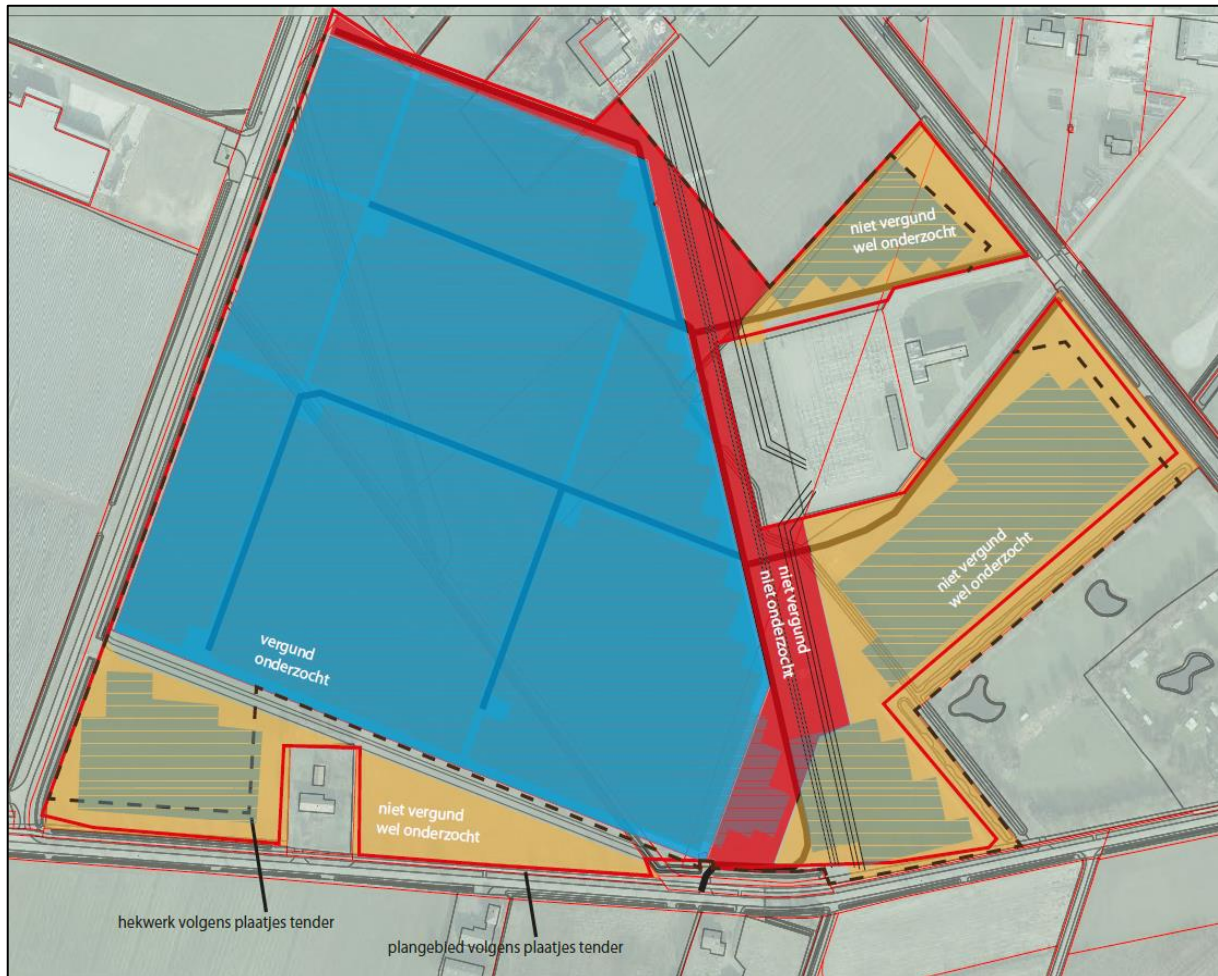 niet vergund
wel onderzocht
niet vergund
wel onderzocht
niet vergund
niet onderzocht
vergund
onderzocht
niet vergund
wel onderzocht
hekwerk volgens plaatjes tender
plangebied volgens plaatjes tender